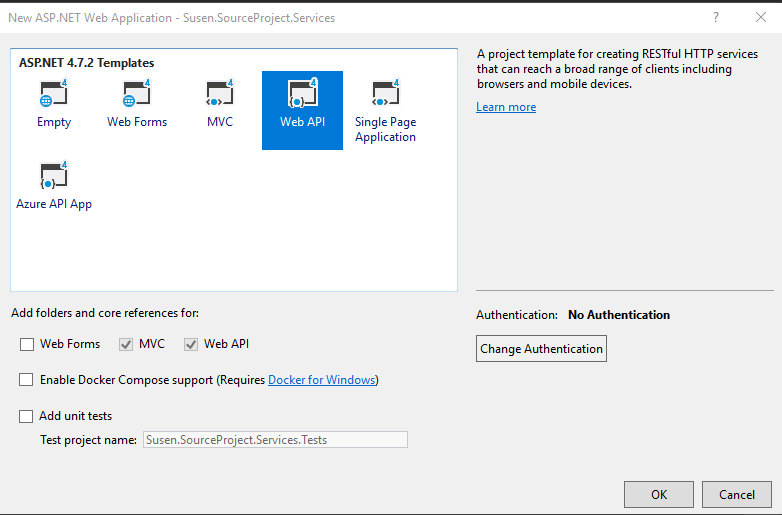 New ASP.NET Web Application - Susen.SourceProject.Services
?
ASP.NET 4.7.2 Templates
4
Empty
4
Web Forms
4
MVC
4
Web API
4
Single Page
Application
4
Azure API App
A project template for creating RESTful HTTP services
that can reach a broad range of clients including
browsers and mobile devices.
Learn more
Add folders and core references for:
Web Forms
MVC
Web API
Enable Docker Compose support (Requires Docker for Windows)
Add unit tests
Test project name:
Susen.SourceProject.Services.Tests
Authentication: No Authentication
Change Authentication
OK
Cancel